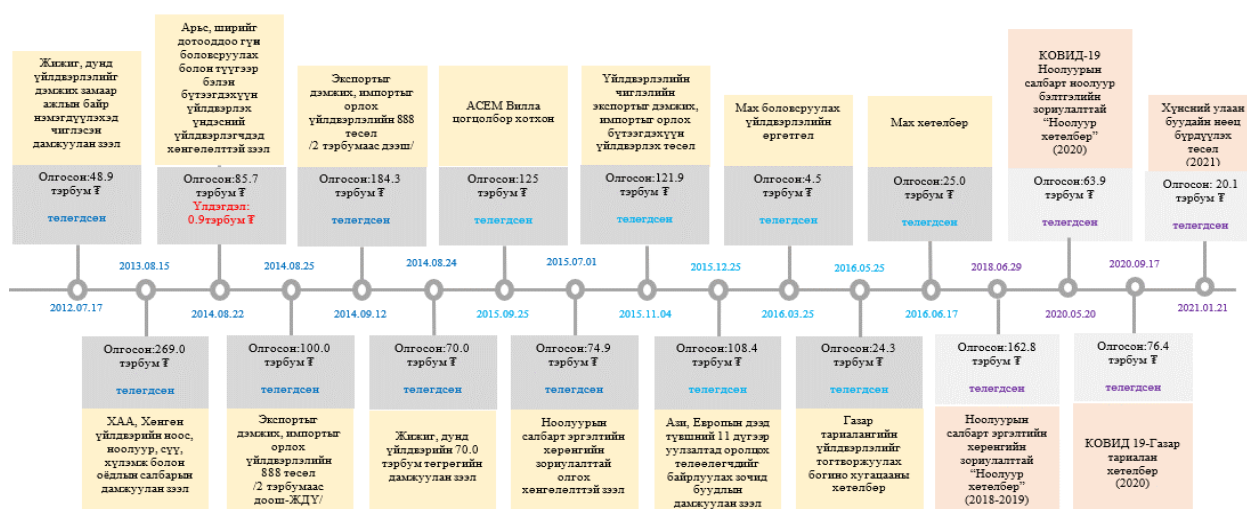 Жижиг, дунд
үйлдвэрлэлийг
дэмжих замаар
ажлын байр
нэмэгдүүлэхэд
чиглэсэн
дамжуулан зээл
Олгосон:48.9
тэрбум ₮
төлөгдсөн
2012.07.17
Арьс, ширийг
дотооддоо гүн
боловсруулах
болон түүгээр
бэлэн
бүтээгдэхүүн
үйлдвэрлэх
үндэсний
үйлдвэрлэгчдэд
хөнгөлөлттэй зээл
Олгосон:85.7
тэрбум ₮
Үлдэгдэл:
0.9тэрбум ₮
2014.08.22
Экспортыг
дэмжих, импортыг
орлох
үйлдвэрлэлийн 888
төсөл
/2 тэрбумаас дээш/
Олгосон:184.3
тэрбум ₮
төлөгдсөн
2014.09.12
АСЕМ Вилла
цогцолбор хотхон
Олгосон:125
тэрбум ₮
төлөгдсөн
2015.09.25
Үйлдвэрлэлийн
чиглэлийн
экспортыг дэмжих,
импортыг орлох
бүтээгдэхүүн
үйлдвэрлэх төсөл
Олгосон:121.9
тэрбум ₮
төлөгдсөн
2015.11.04
Мах боловсруулах
үйлдвэрлэлийн
өргөтгөл
Олгосон:4.5
тэрбум ₮
төлөгдсөн
2016.03.25
Мах хөтөлбөр
Олгосон:25.0
тэрбум ₮
төлөгдсөн
2016.06.17
КОВИД-19
Ноолуурын
салбарт ноолуур
бэлтгэлийн
зориулалттай
“Ноолуур
хөтөлбөр”
(2020)
Олгосон:63.9
тэрбум ₮
төлөгдсөн
2020.05.20
Хүнсний улаан
буудайн нөөц
бүрдүүлэх
төсөл
(2021)
Олгосон: 20.1
тэрбум ₮
төлөгдсөн
2021.01.21
2013.08.15
Олгосон:269.0
тэрбум ₮
төлөгдсөн
ХАА, Хөнгөн
үйлдвэрийн ноос,
ноолуур, сүү,
хүлэмж болон
оёдлын салбарын
дамжуулан зээл
2014.08.25
Олгосон:100.0
тэрбум ₮
төлөгдсөн
Экспортыг
дэмжих, импортыг
орлох
үйлдвэрлэлийн
888 төсөл
/2 тэрбумаас
доош-ЖДҮ/
2014.08.24
Олгосон:70.0
тэрбум ₮
төлөгдсөн
Жижиг, дунд
үйлдвэрийн 70.0
тэрбум төгрөгийн
дамжуулан зээл
2015.07.01
Олгосон:74.9
тэрбум ₮
төлөгдсөн
Ноолуурын
салбарт эргэлтийн
хөрөнгийн
зориулалттай
олгох
хөнгөлөлттэй зээл
2015.12.25
Олгосон:108.4
тэрбум ₮
төлөгдсөн
Ази, Европын дээд
түвшний 11 дүгээр
уулзалтад оролцох
төлөөлөгчдийг
байрлуулах зочид
буудлын
дамжуулан зээл
2016.05.25
Олгосон:24.3
тэрбум ₮
төлөгдсөн
Газар
тариалангийн
үйлдвэрлэлийг
тогтворжуулах
богино хугацааны
хөтөлбөр
2018.06.29
Олгосон:162.8
тэрбум ₮
төлөгдсөн
Ноолуурын
салбарт эргэлтийн
хөрөнгийн
зориулалттай
“Ноолуур
хөтөлбөр”
(2018-2019)
2020.09.17
Олгосон:76.4
тэрбум ₮
төлөгдсөн
КОВИД 19-Газар
тариалан
хөтөлбөр
(2020)